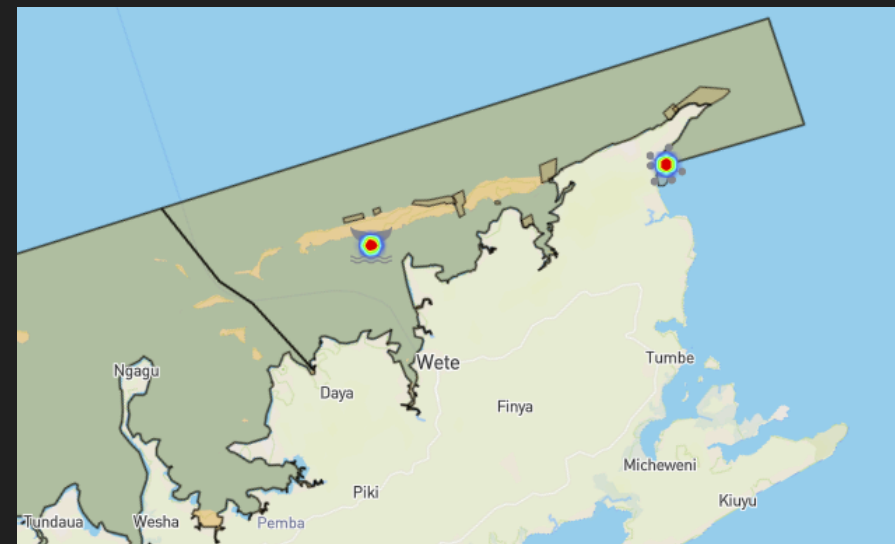 Wete
Tumbe
Ngagu
Daya
Finya
Micheweni
Piki
Kiuyu
Tundaua
Wesha
Pemba